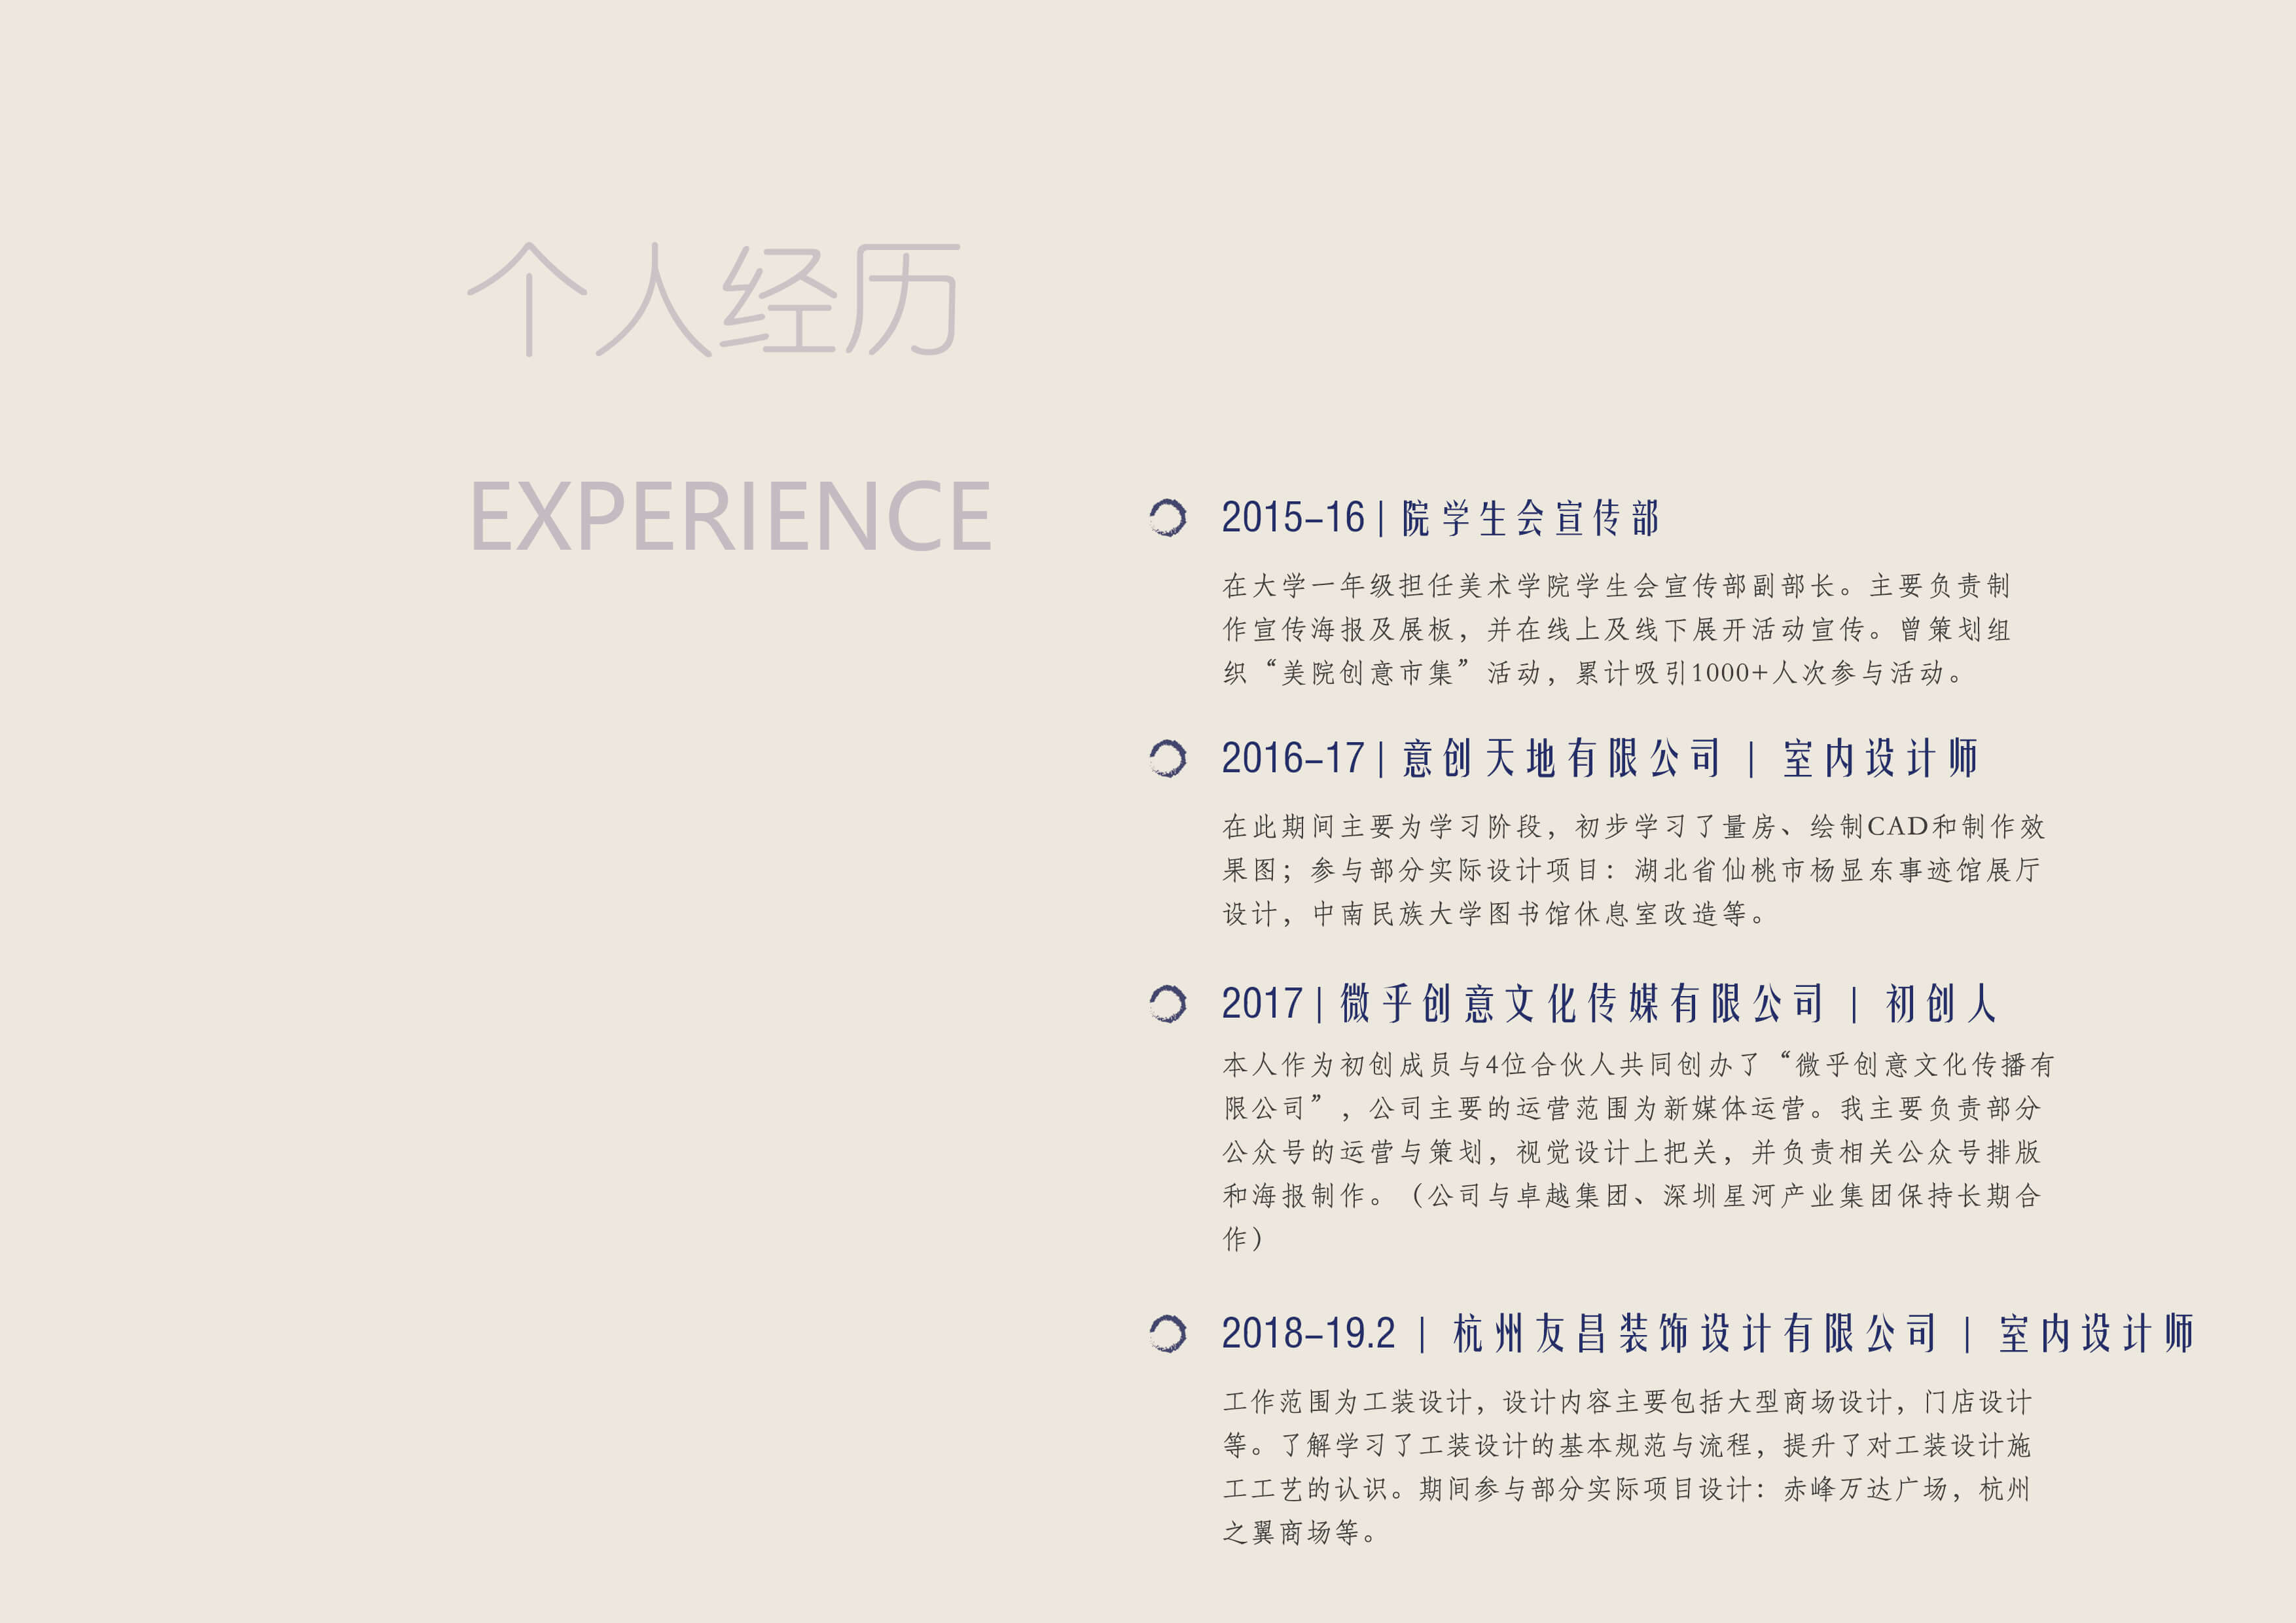 个人经历
EXPERIENCE
2015-16 | 院学生会宣传部
在大学一年级担任美术学院学生会宣传部副部长。主要负责制
作宣传海报及展板，并在线上及线下展开活动宣传。曾策划组
织“美院创意市集”活动，累计吸引1000+人次参与活动。
2016-17 | 意创天地有限公司 | 室内设计师
在此期间主要为学习阶段，初步学习了量房、绘制CAD和制作效
果图；参与部分实际设计项目：湖北省仙桃市杨显东事迹馆展厅
设计，中南民族大学图书馆休息室改造等。
2017 | 微乎创意文化传媒有限公司 | 初创人
本人作为初创成员与4位合伙人共同创办了“微乎创意文化传播有
限公司”，公司主要的运营范围为新媒体运营。我主要负责部分
公众号的运营与策划，视觉设计上把关，并负责相关公众号排版
和海报制作。（公司与卓越集团、深圳星河产业集团保持长期合
作）
2018-19.2 | 杭州友昌装饰设计有限公司 | 室内设计师
工作范围为工装设计，设计内容主要包括大型商场设计，门店设计
等。了解学习了工装设计的基本规范与流程，提升了对工装设计施
工工艺的认识。期间参与部分实际项目设计：赤峰万达广场，杭州
之翼商场等。